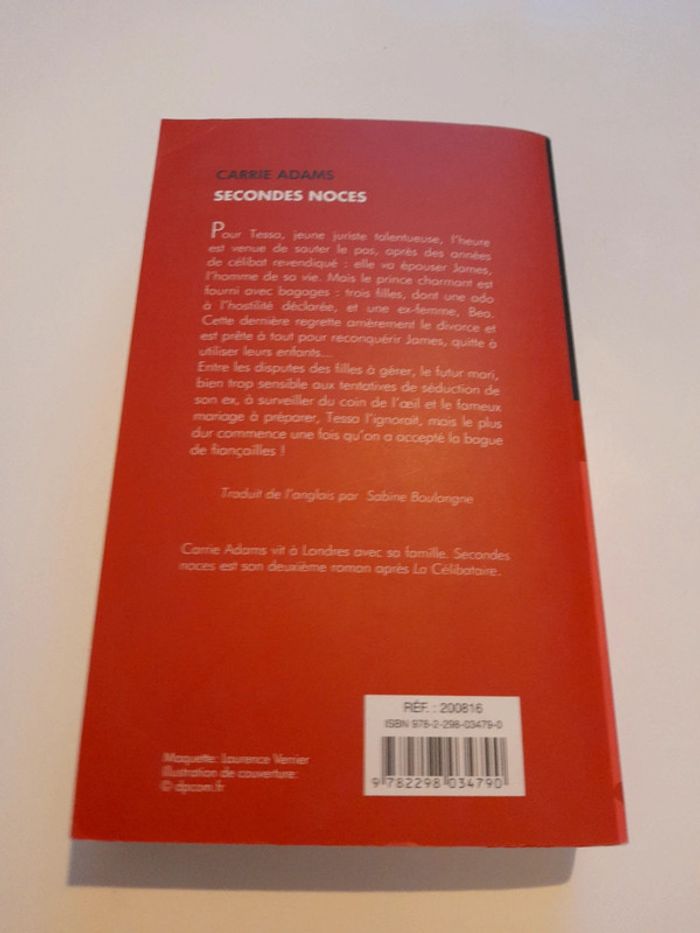 CARRIE ADAMS
SECONDES NOCES
Pour Tessa, jeune juriste talentueuse, l'heure
est venue de sauter le pas, après des années
de célibat revendiqué : elle va épouser James,
l'homme de sa vie. Mais le prince charmant est
fourni avec bagages : trois filles, dont une ado
à l'hostilité déclarée, et une ex-femme, Bea.
Cette dernière regrette amèrement le divorce et
est prête à tout pour reconquérir James, quitte à
utiliser leurs enfants...
Entre les disputes des filles à gérer, le futur mari,
bien trop sensible aux tentatives de séduction de
son ex, à surveiller du coin de l'œil et le fameux
mariage à préparer, Tessa l'ignorait, mais le plus
dur commence une fois qu'on a accepté la bague
de fiançailles !
Traduit de l'anglais par Sabine Boulongne
Carrie Adams vit à Londres avec sa famille. Secondes
noces est son deuxième roman après La Célibataire.
RÉF. : 200816
ISBN 978-2-298-03479-0
9 782298 034790
Maquette: Laurence Verrier
Illustration de couverture:
© dpcom.fr